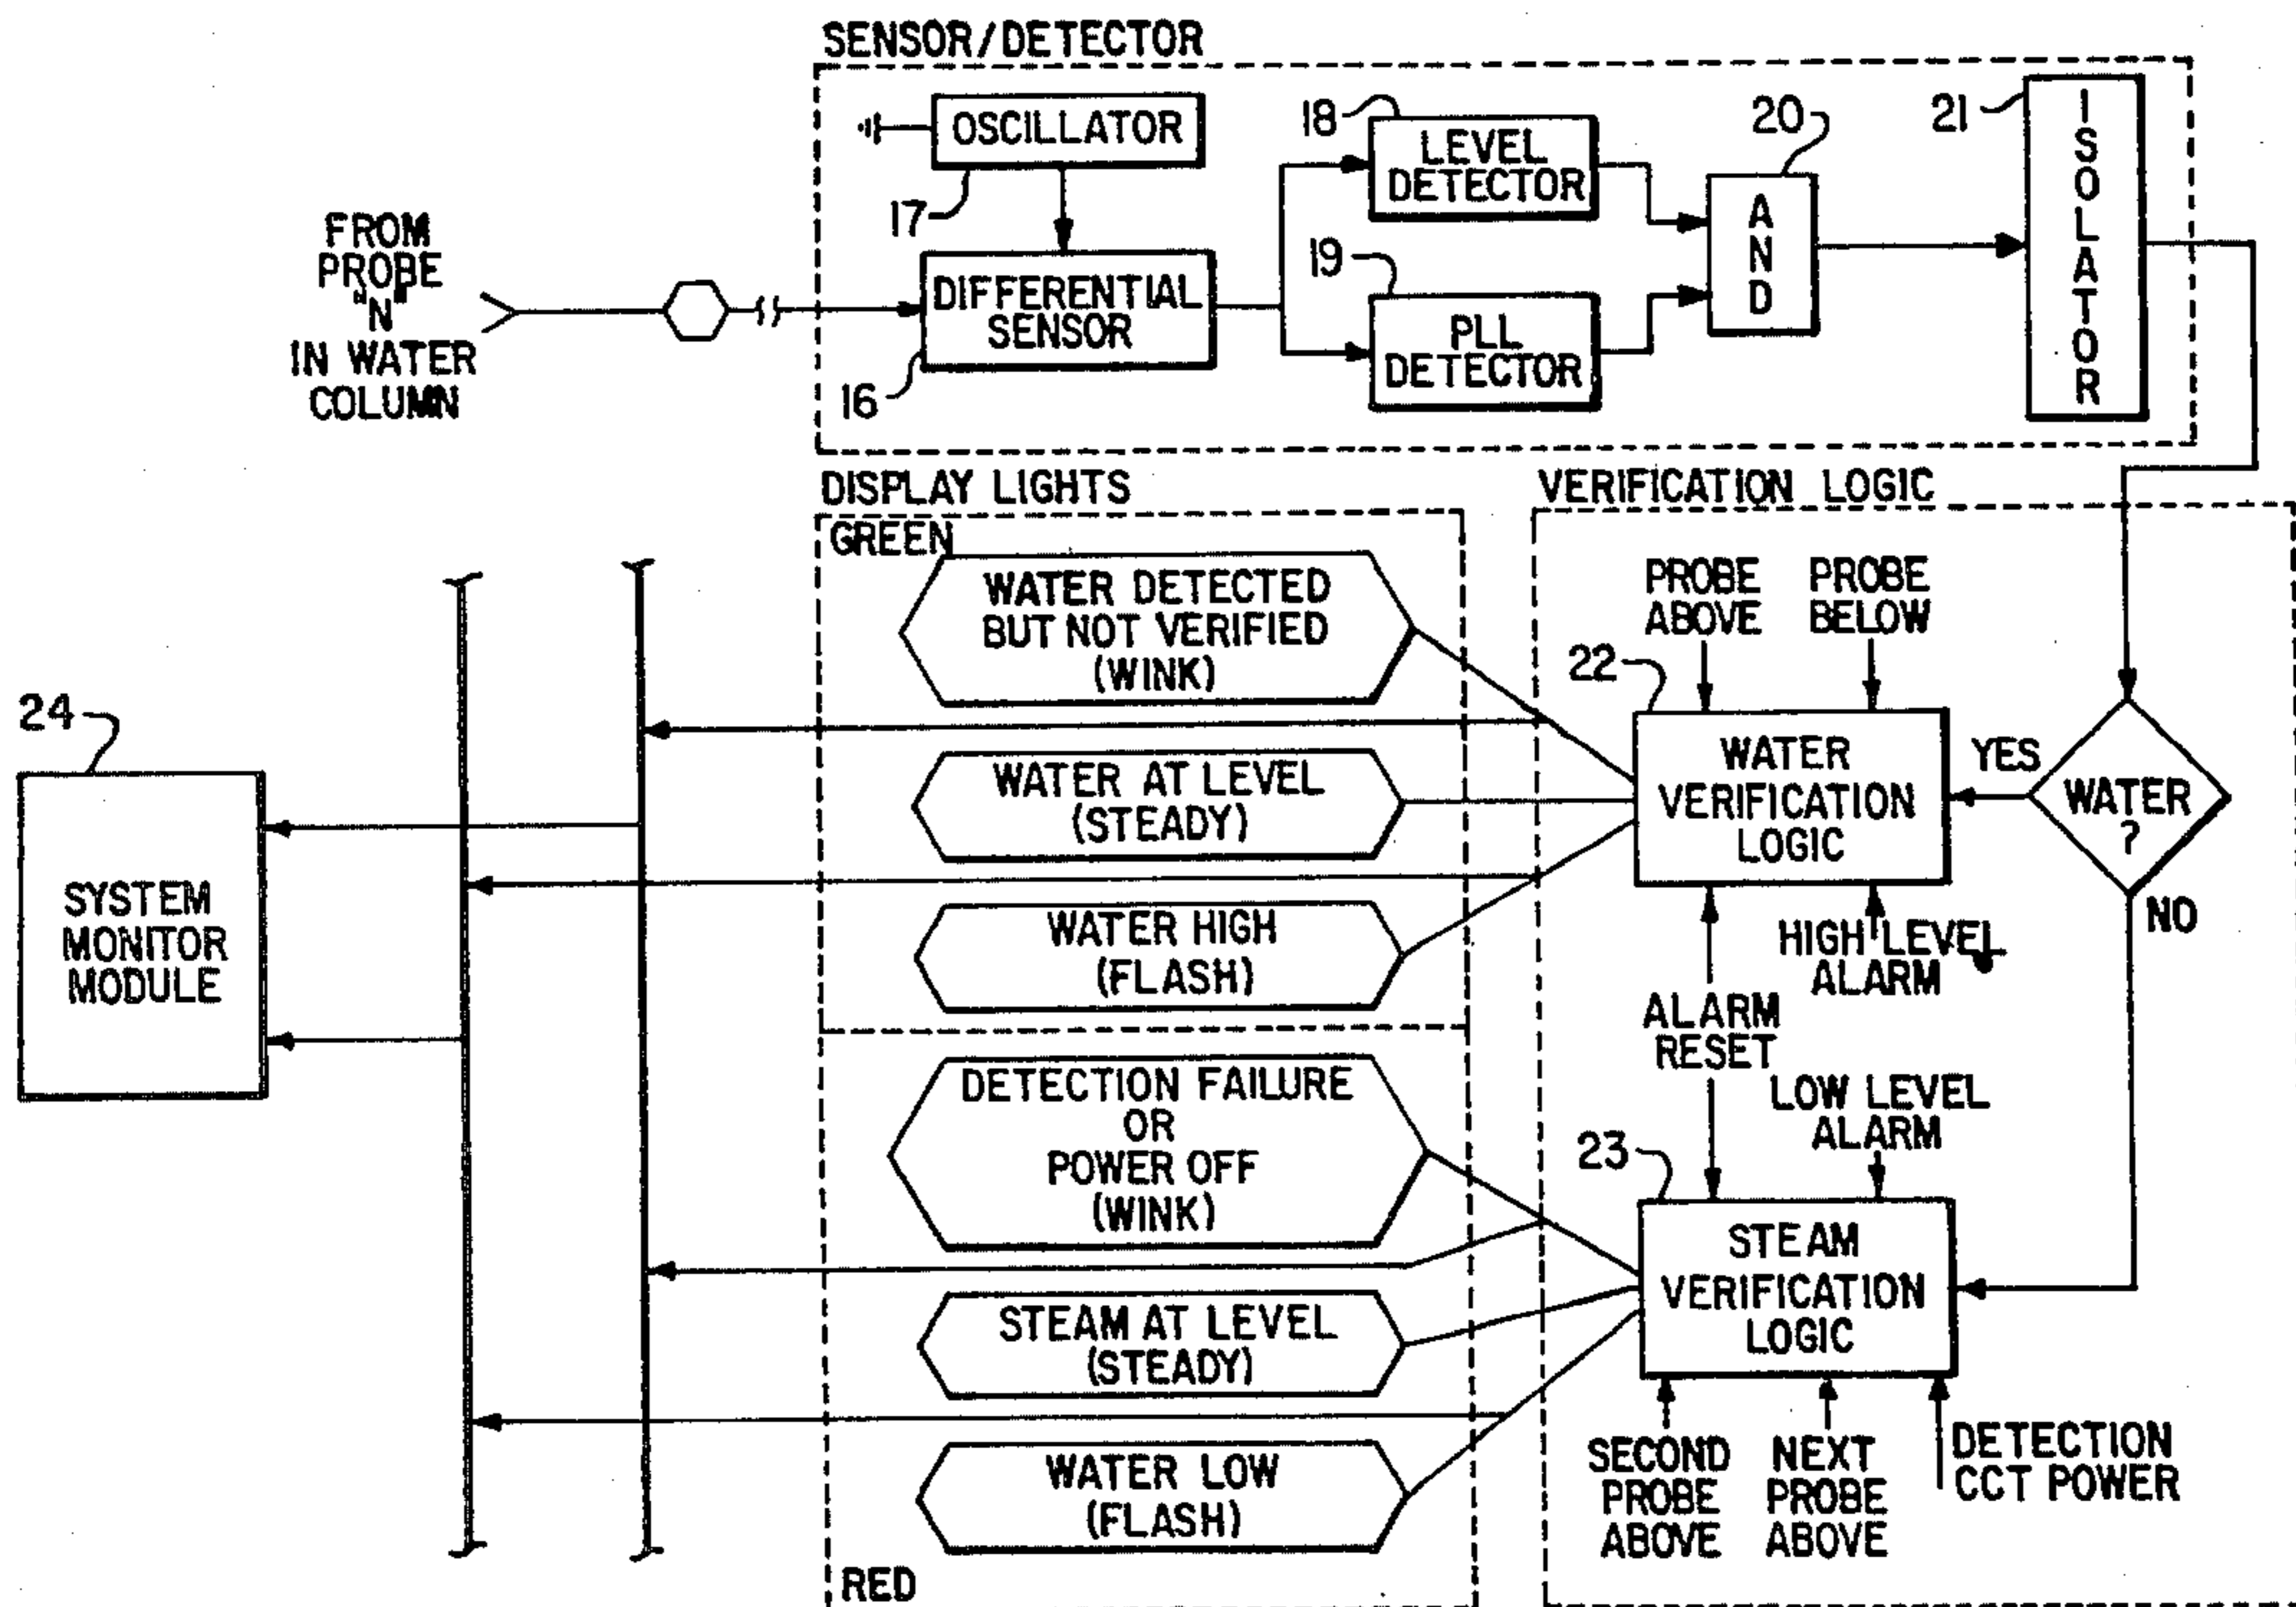 SENSOR/DETECTOR
OSCILLATOR
17
FROM
PROBE
"N"
IN WATER
COLUMN
DIFFERENTIAL
SENSOR
16
18
LEVEL
DETECTOR
19
PLL
DETECTOR
20
AND
21
ISOLATOR
DISPLAY LIGHTS
GREEN
WATER DETECTED
BUT NOT VERIFIED
(WINK)
WATER AT LEVEL
(STEADY)
WATER HIGH
(FLASH)
DETECTION FAILURE
OR
POWER OFF
(WINK)
STEAM AT LEVEL
(STEADY)
WATER LOW
(FLASH)
RED
24
SYSTEM
MONITOR
MODULE
VERIFICATION LOGIC
PROBE
ABOVE
PROBE
BELOW
22
WATER
VERIFICATION
LOGIC
YES
WATER
?
NO
HIGH LEVEL
ALARM
ALARM
RESET
LOW LEVEL
ALARM
23
STEAM
VERIFICATION
LOGIC
SECOND
PROBE
ABOVE
NEXT
PROBE
ABOVE
DETECTION
CCT POWER